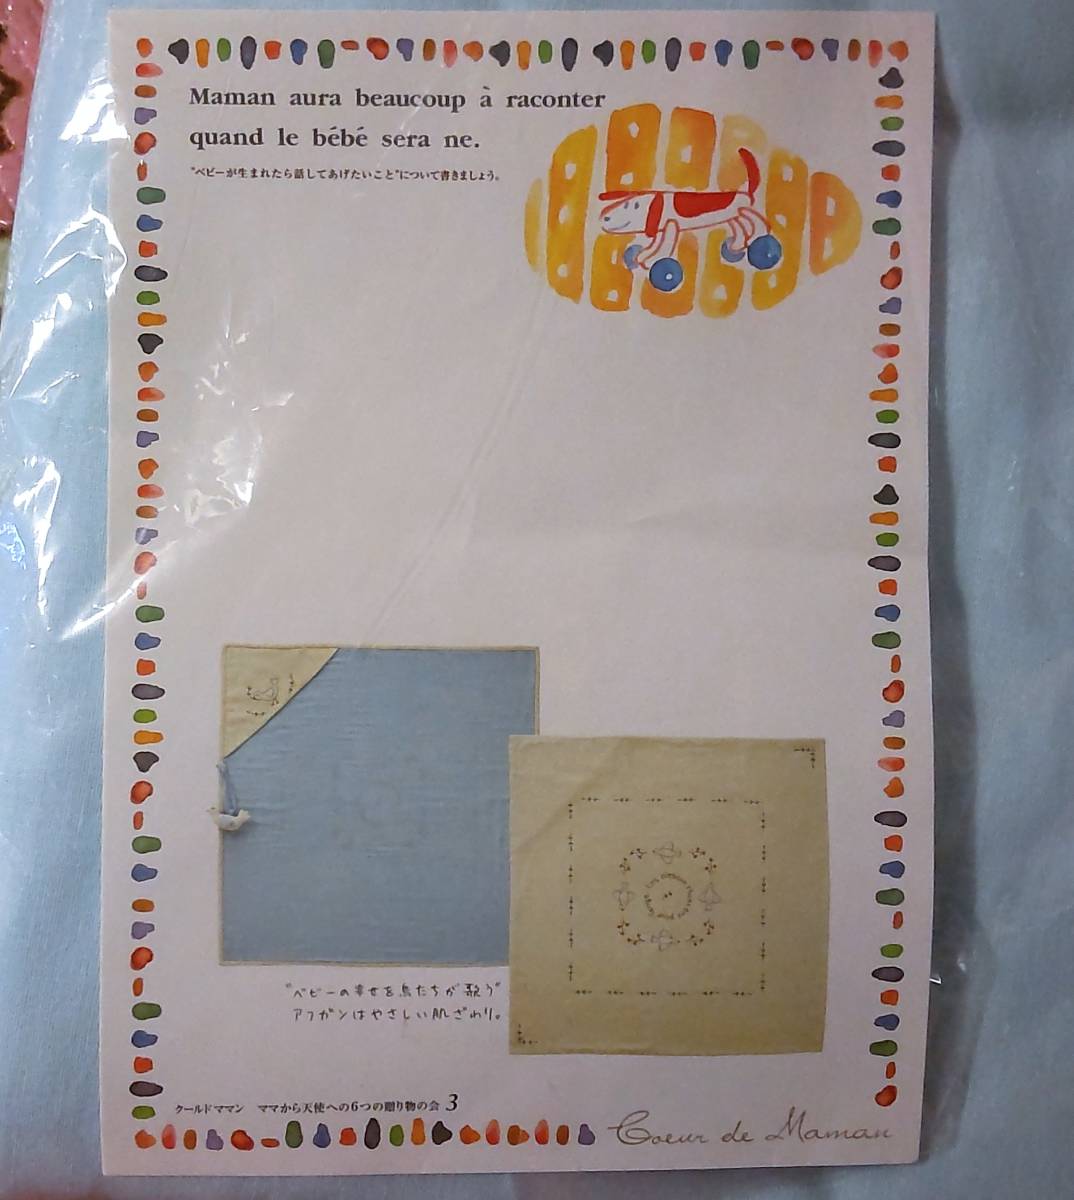 Maman aura beaucoup à raconter
quand le bébé sera ne.
"ベビーが生まれたら話してあげたいこと"について書きましょう。
"ベビーの幸せを鳥たちが歌う"
アフガンはやさしい肌ざわり。
クールドママン ママから天使への6つの贈り物の会 3
Coeur de Maman